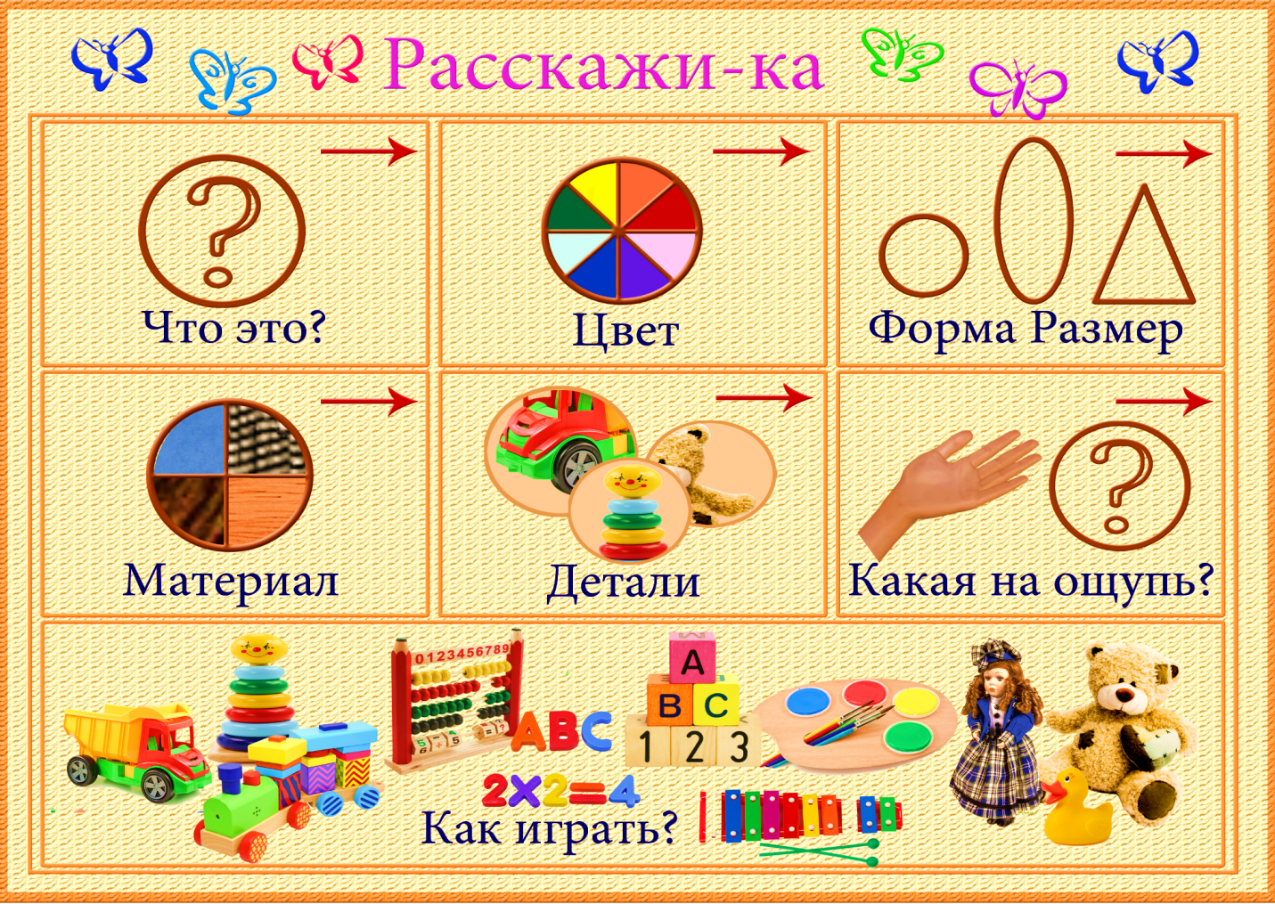 Расскажи-ка
Что это?
Цвет
Форма Размер
Материал
Детали
Какая на ощупь?
0123456789
A
B C
1 2 3
ABC
2×2=4
Как играть?